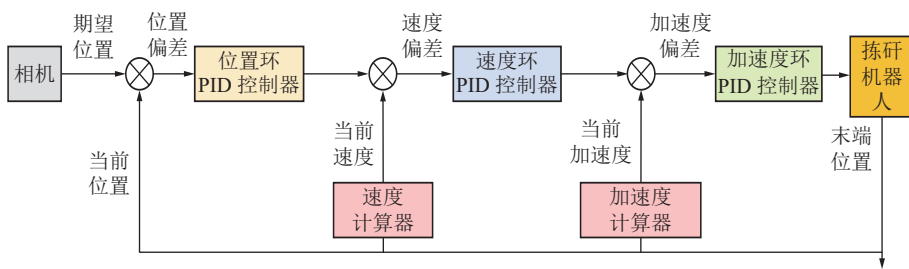 相机
期望
位置
位置
偏差
位置环
PID 控制器
速度
偏差
速度环
PID 控制器
加速度
偏差
加速度环
PID 控制器
拣矸
机器
人
当前
位置
当前
速度
速度
计算器
当前
加速度
加速度
计算器
末端
位置